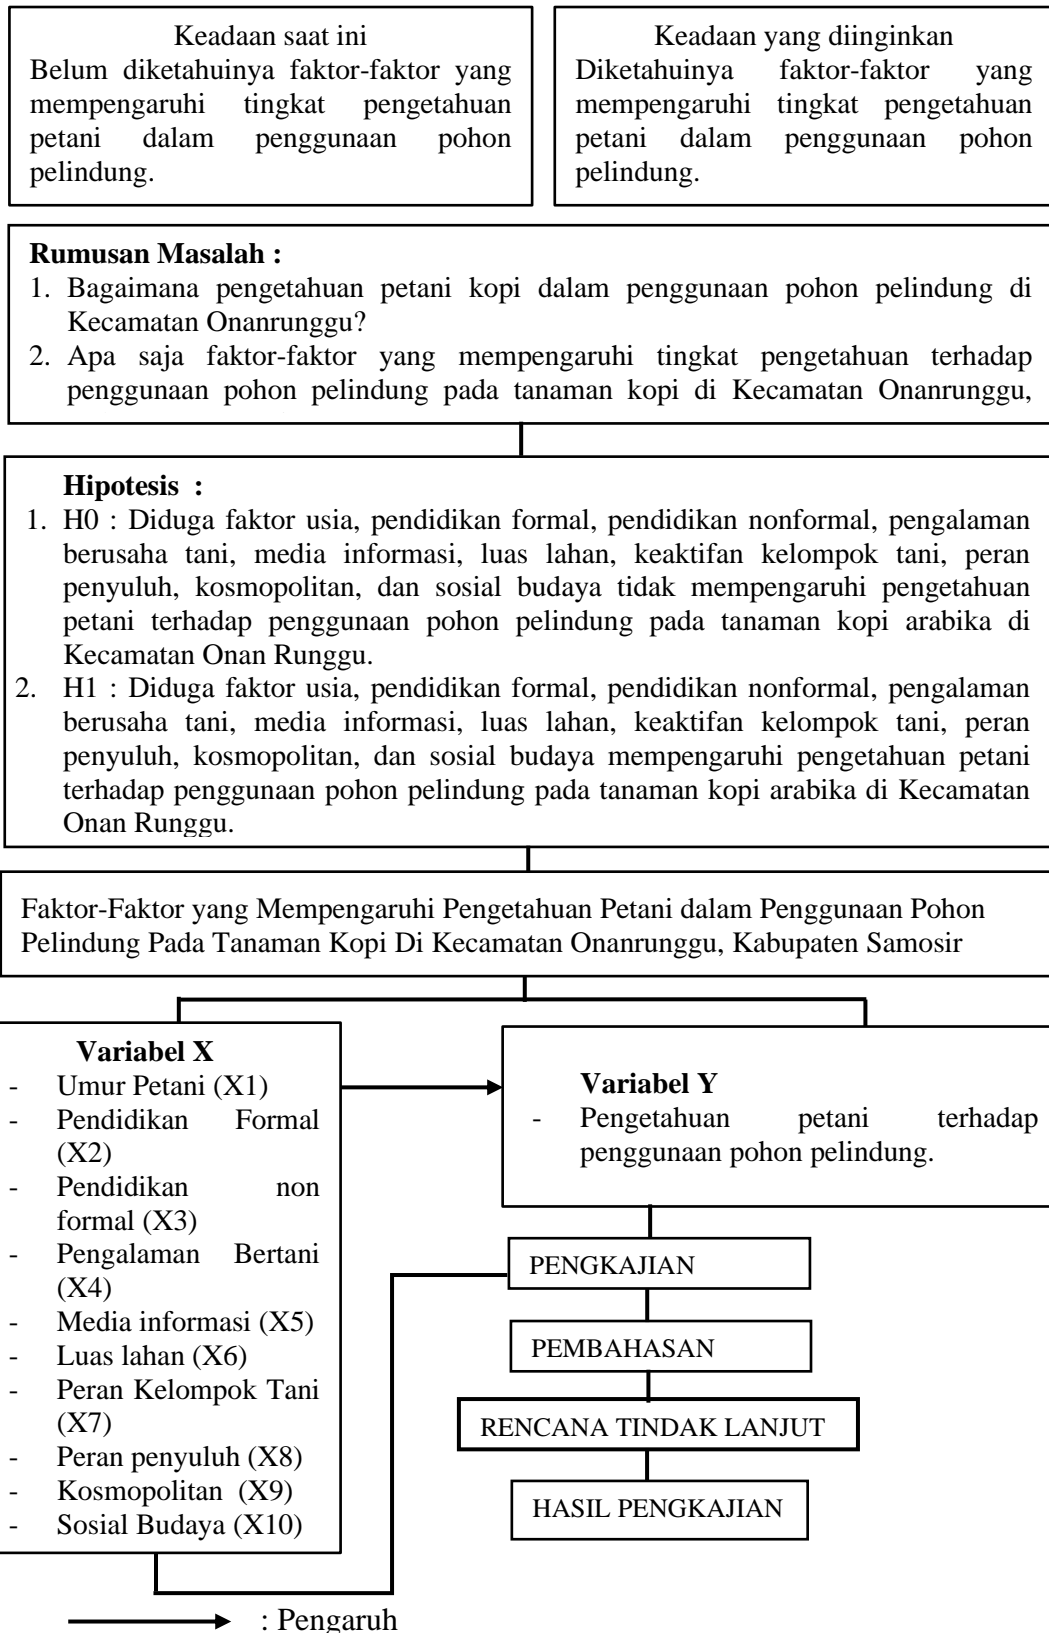 Keadaan saat ini
Belum diketahuinya faktor-faktor yang
mempengaruhi tingkat pengetahuan
petani dalam penggunaan pohon
pelindung.
Keadaan yang diinginkan
Diketahuinya faktor-faktor yang
mempengaruhi tingkat pengetahuan
petani dalam penggunaan pohon
pelindung.
Rumusan Masalah :
1. Bagaimana pengetahuan petani kopi dalam penggunaan pohon pelindung di
Kecamatan Onanrunggu?
2. Apa saja faktor-faktor yang mempengaruhi tingkat pengetahuan terhadap
penggunaan pohon pelindung pada tanaman kopi di Kecamatan Onanrunggu,
Hipotesis :
1. H0 : Diduga faktor usia, pendidikan formal, pendidikan nonformal, pengalaman
berusaha tani, media informasi, luas lahan, keaktifan kelompok tani, peran
penyuluh, kosmopolitan, dan sosial budaya tidak mempengaruhi pengetahuan
petani terhadap penggunaan pohon pelindung pada tanaman kopi arabika di
Kecamatan Onan Runggu.
2. H1 : Diduga faktor usia, pendidikan formal, pendidikan nonformal, pengalaman
berusaha tani, media informasi, luas lahan, keaktifan kelompok tani, peran
penyuluh, kosmopolitan, dan sosial budaya mempengaruhi pengetahuan petani
terhadap penggunaan pohon pelindung pada tanaman kopi arabika di Kecamatan
Onan Runggu.
Faktor-Faktor yang Mempengaruhi Pengetahuan Petani dalam Penggunaan Pohon
Pelindung Pada Tanaman Kopi Di Kecamatan Onanrunggu, Kabupaten Samosir
Variabel X
- Umur Petani (X1)
- Pendidikan Formal
(X2)
- Pendidikan non
formal (X3)
- Pengalaman Bertani
(X4)
- Media informasi (X5)
- Luas lahan (X6)
- Peran Kelompok Tani
(X7)
- Peran penyuluh (X8)
- Kosmopolitan (X9)
- Sosial Budaya (X10)
Variabel Y
- Pengetahuan petani terhadap
penggunaan pohon pelindung.
PENGKAJIAN
PEMBAHASAN
RENCANA TINDAK LANJUT
HASIL PENGKAJIAN
: Pengaruh